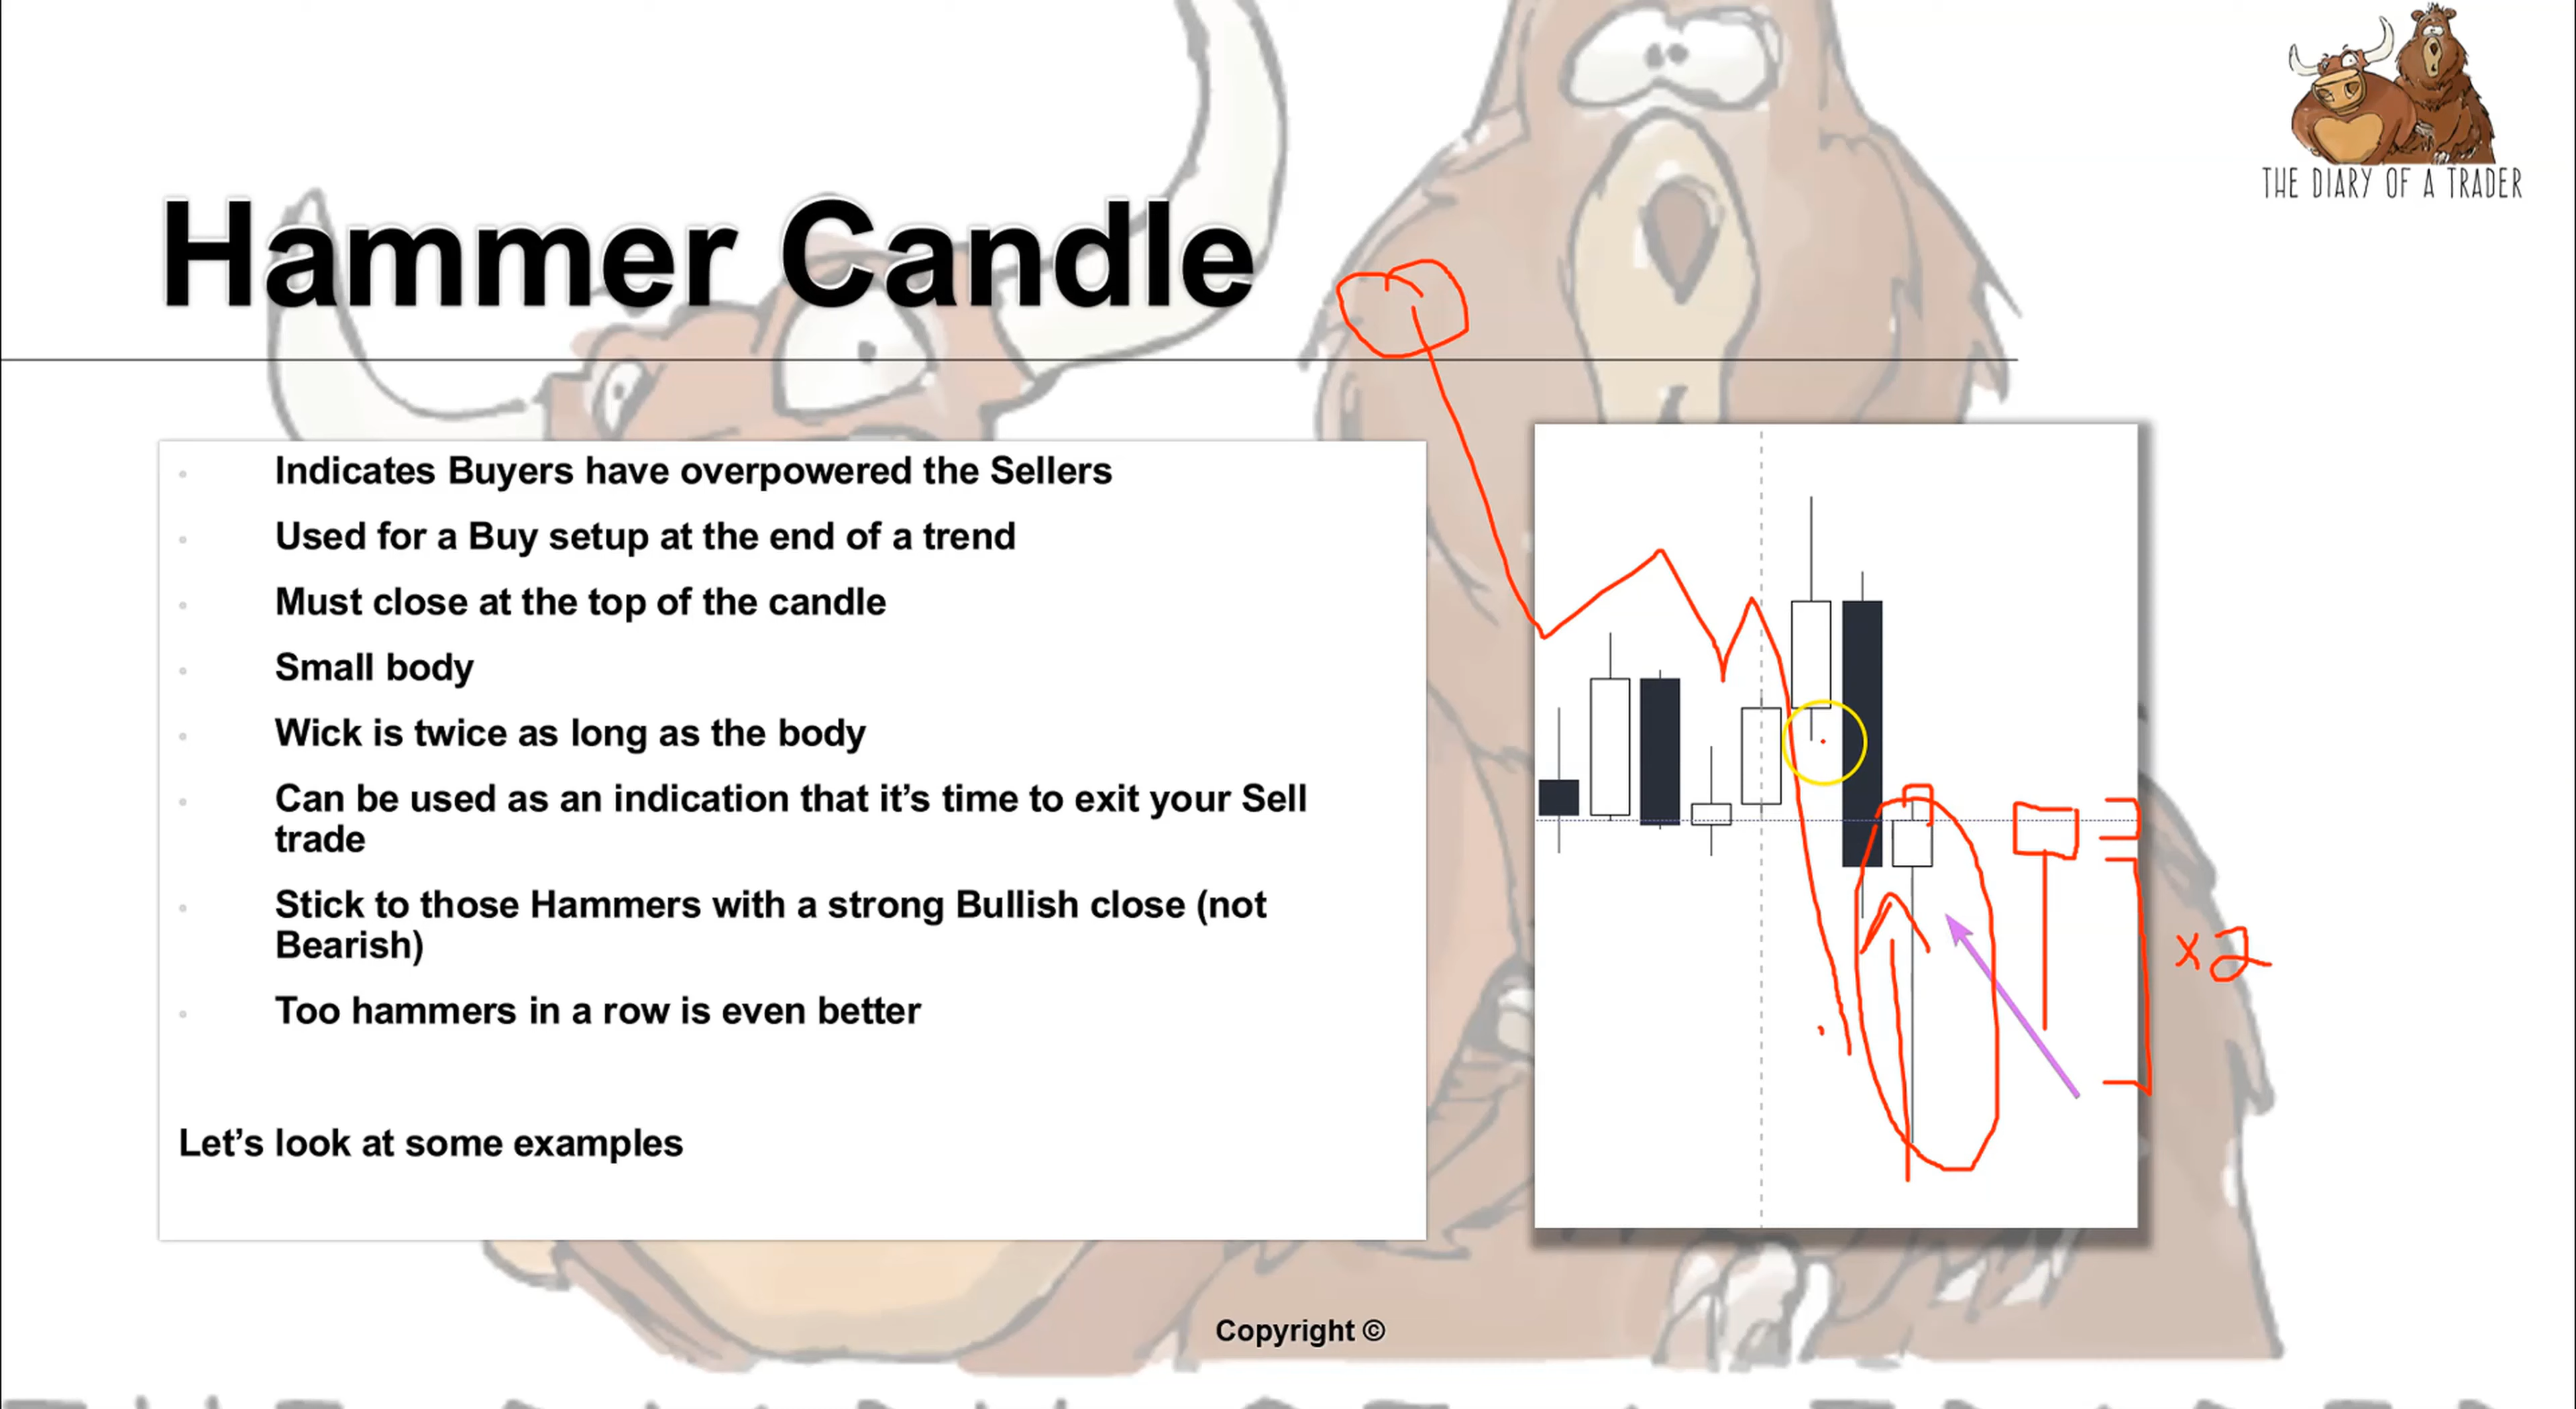 THE DIARY OF A TRADER
Hammer Candle
Indicates Buyers have overpowered the Sellers
Used for a Buy setup at the end of a trend
Must close at the top of the candle
Small body
Wick is twice as long as the body
Can be used as an indication that it’s time to exit your Sell
trade
Stick to those Hammers with a strong Bullish close (not
Bearish)
Too hammers in a row is even better
Let’s look at some examples
x2
Copyright ©